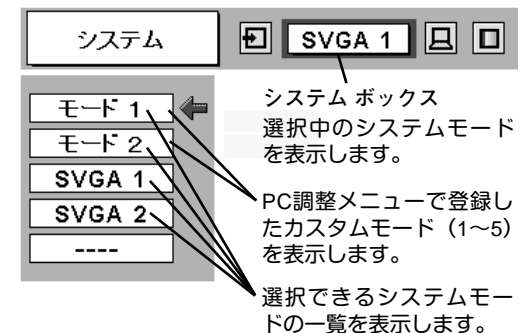 システム
SVGA 1
システム ボックス
選択中のシステムモード
を表示します。
モード 1
モード 2
SVGA 1
SVGA 2
----
PC調整メニューで登録し
たカスタムモード（1～5）
を表示します。
選択できるシステムモー
ドの一覧を表示します。